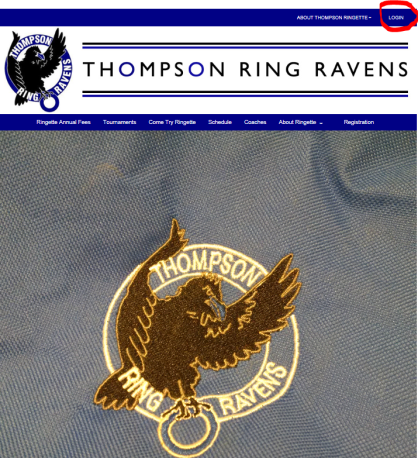 ABOUT THOMPSON RINGETTE LOGIN
THOMPSON
RING RAVENS
THOMPSON RING RAVENS
Ringette Annual Fees Tournaments Come Try Ringette Schedule Coaches About Ringette Registration
THOMPSON
RING RAVENS